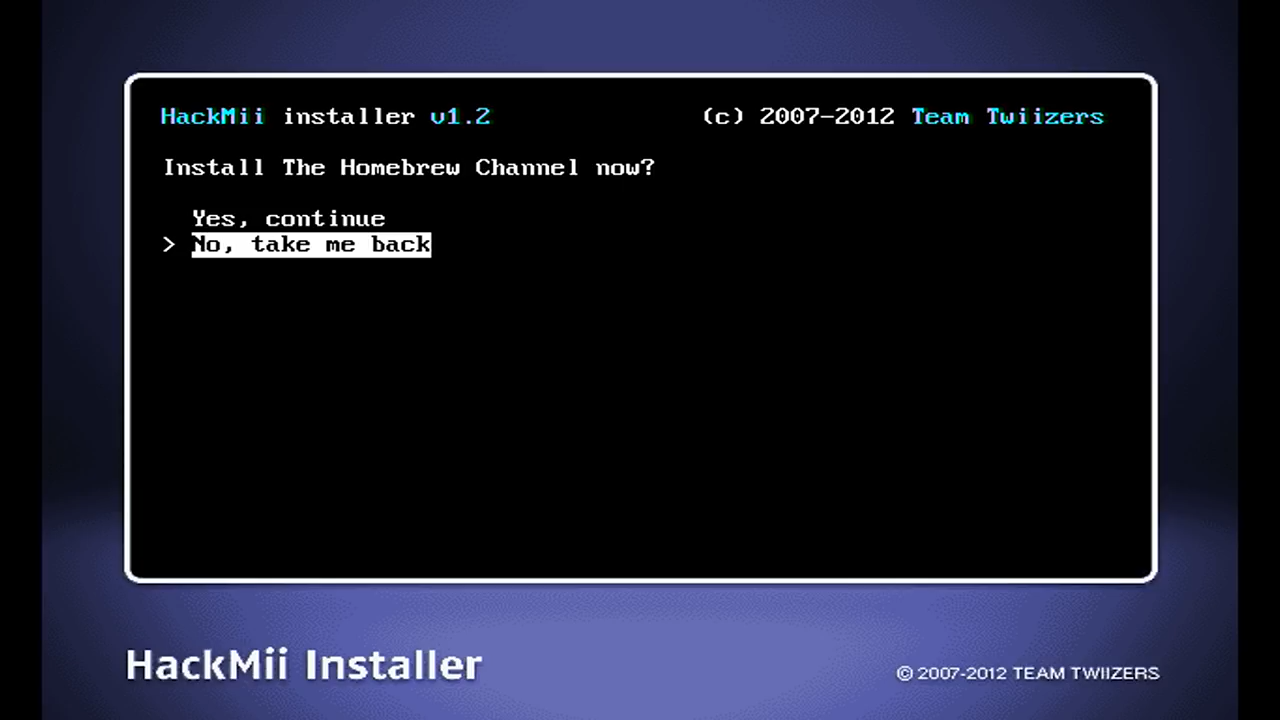 HackMii installer v1.2 (c) 2007-2012 Team Twiizers
Install The Homebrew Channel now?
Yes, continue
> No, take me back
HackMii Installer
© 2007-2012 TEAM TWIIZERS